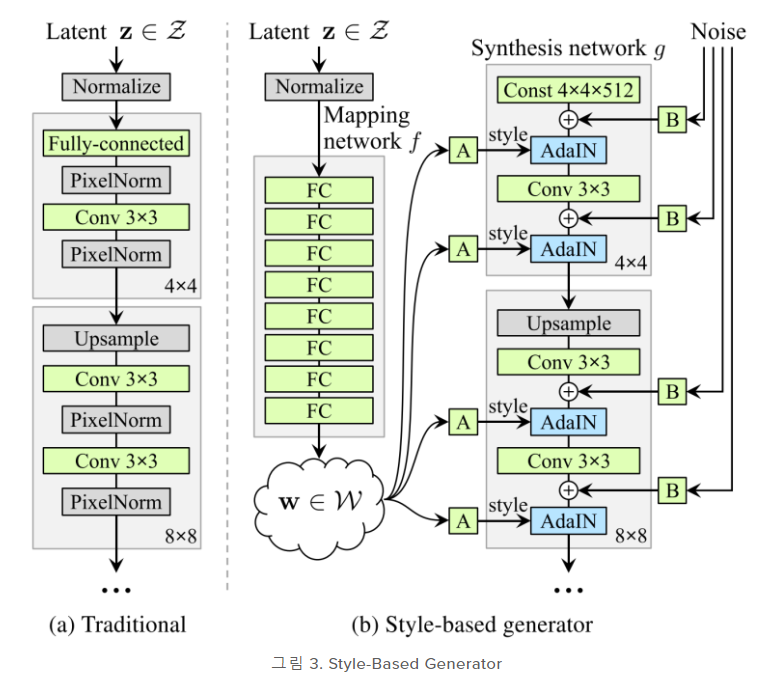 Latent z ∈ 𝒵
Normalize
Fully-connected
PixelNorm
Conv 3×3
PixelNorm
4×4
Upsample
Conv 3×3
PixelNorm
Conv 3×3
PixelNorm
8×8
...
(a) Traditional
Latent z ∈ 𝒵
Normalize
Mapping
network f
FC
FC
FC
FC
FC
FC
FC
FC
w ∈ 𝒲
Noise
Synthesis network g
Const 4×4×512
B
A
style
AdaIN
Conv 3×3
B
A
style
AdaIN
4×4
Upsample
Conv 3×3
B
A
style
AdaIN
Conv 3×3
B
A
style
AdaIN
8×8
...
(b) Style-based generator
그림 3. Style-Based Generator